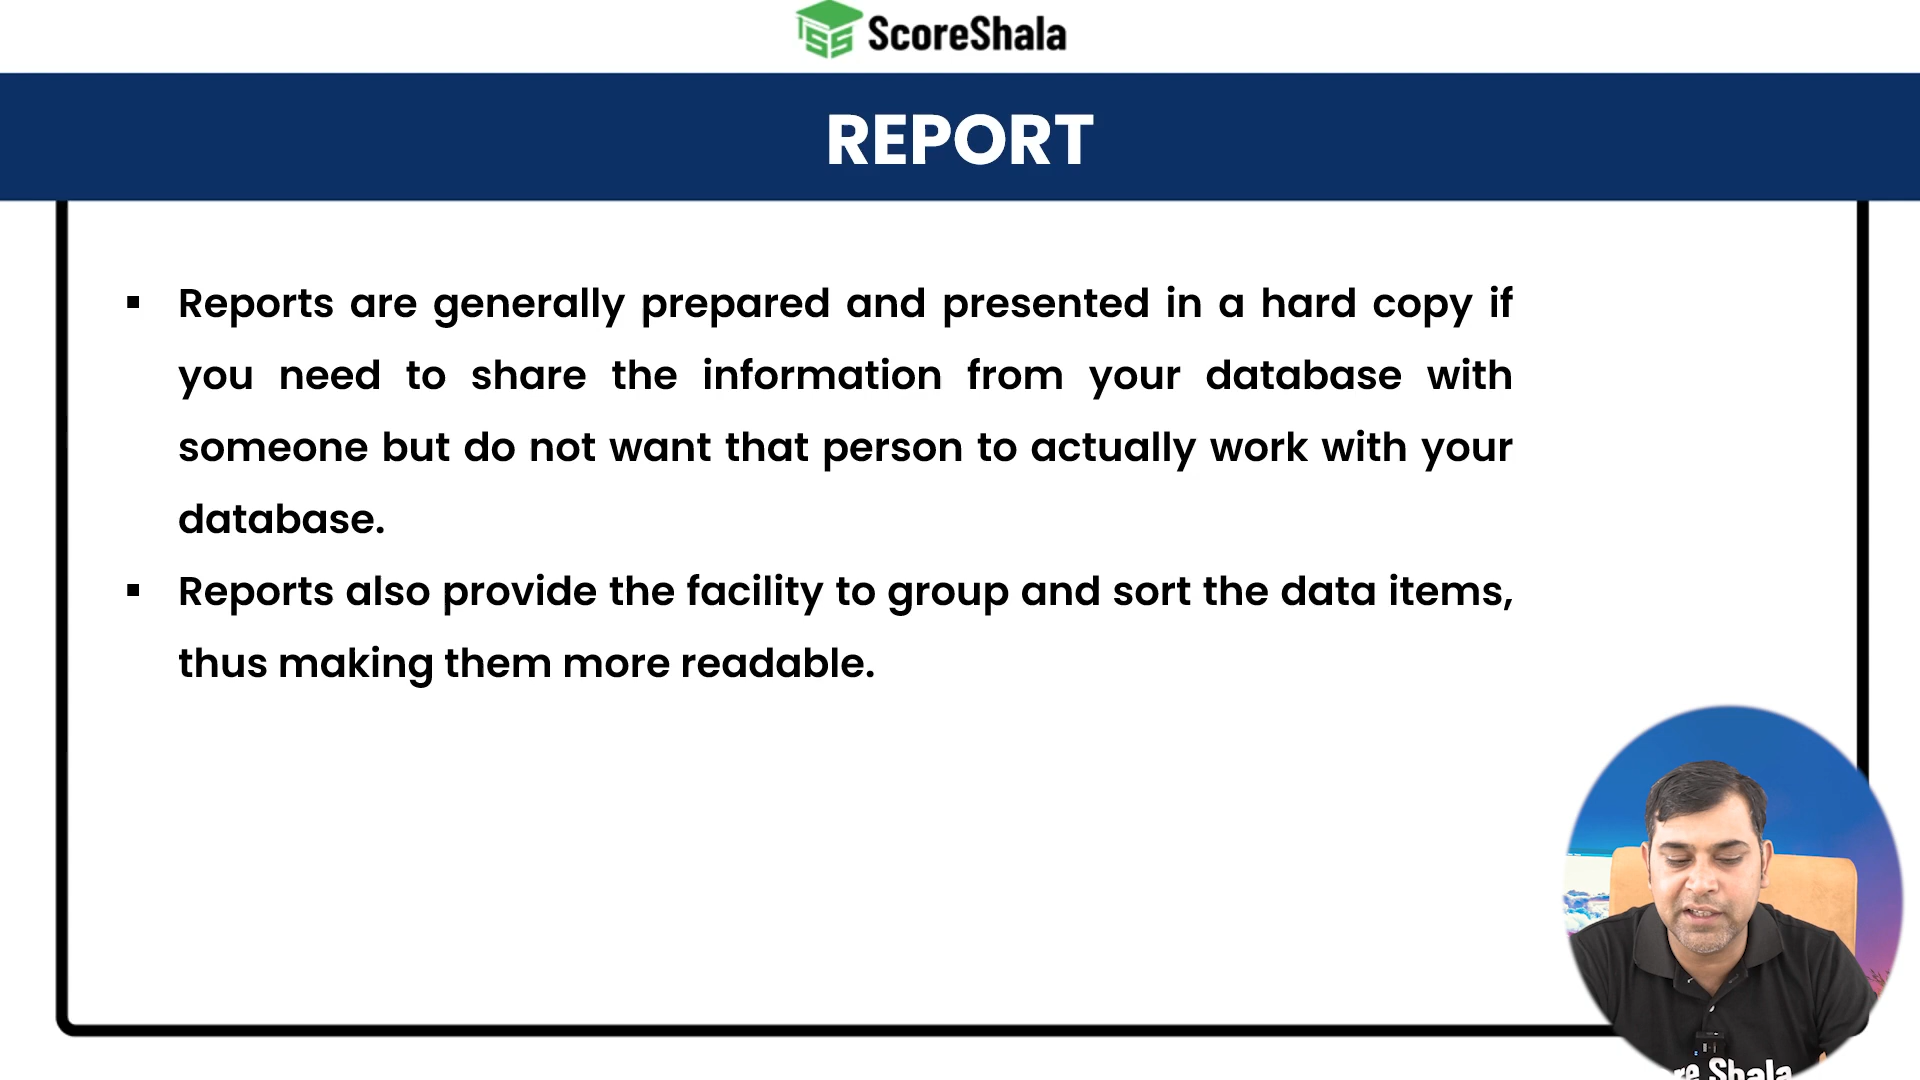 ScoreShala
REPORT
▪ Reports are generally prepared and presented in a hard copy if
you need to share the information from your database with
someone but do not want that person to actually work with your
database.
▪ Reports also provide the facility to group and sort the data items,
thus making them more readable.
Shala